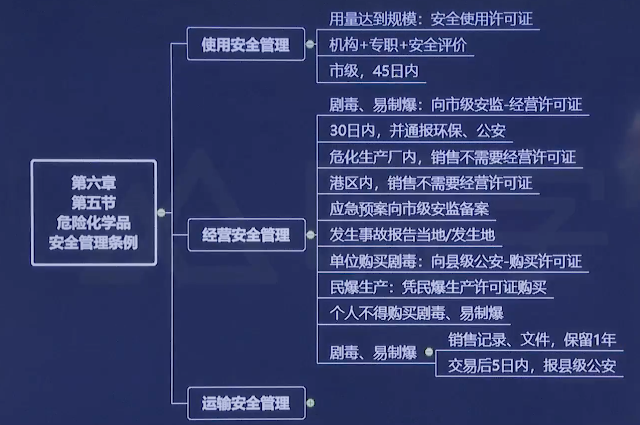 第六章
第五节
危险化学品
安全管理条例
使用安全管理
用量达到规模：安全使用许可证
机构+专职+安全评价
市级，45日内
经营安全管理
剧毒、易制爆：向市级安监-经营许可证
30日内，并通报环保、公安
危化生产厂内，销售不需要经营许可证
港区内，销售不需要经营许可证
应急预案向市级安监备案
发生事故报告当地/发生地
单位购买剧毒：向县级公安-购买许可证
民爆生产：凭民爆生产许可证购买
个人不得购买剧毒、易制爆
剧毒、易制爆
销售记录、文件，保留1年
交易后5日内，报县级公安
运输安全管理